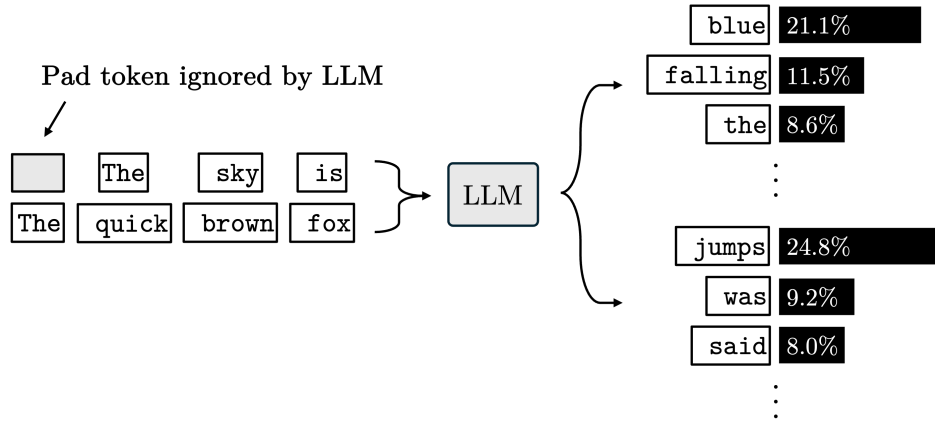 Pad token ignored by LLM
The sky is
The quick brown fox
LLM
blue 21.1%
falling 11.5%
the 8.6%
jumps 24.8%
was 9.2%
said 8.0%